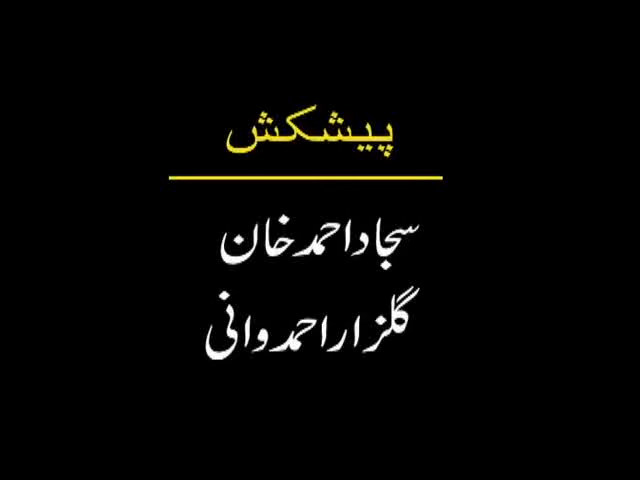 پیشکش
سجاد احمد خان
گلزار احمد وانی